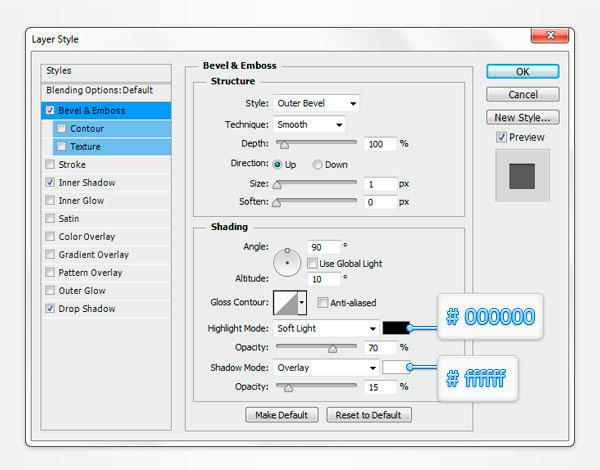 Layer Style
Styles
Blending Options:Default
Bevel & Emboss
Contour
Texture
Stroke
Inner Shadow
Inner Glow
Satin
Color Overlay
Gradient Overlay
Pattern Overlay
Outer Glow
Drop Shadow
Bevel & Emboss
Structure
Style: Outer Bevel
Technique: Smooth
Depth: 100 %
Direction: Up Down
Size: 1 px
Soften: 0 px
Shading
Angle: 90 °
Use Global Light
Altitude: 10 °
Gloss Contour: Anti-aliased
Highlight Mode: Soft Light
# 000000
Opacity: 70 %
Shadow Mode: Overlay
# ffffff
Opacity: 15 %
Make Default Reset to Default
OK
Cancel
New Style...
Preview